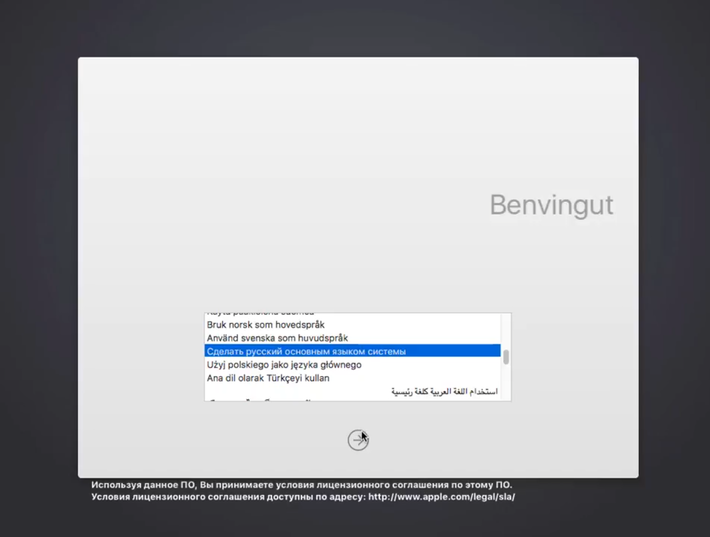 Benvingut
Bruk norsk som hovedspråk
Använd svenska som huvudspråk
Сделать русский основным языком системы
Użyj polskiego jako języka głównego
Ana dil olarak Türkçeyi kullan
استخدام اللغة العربية كلغة رئيسية
Используя данное ПО, Вы принимаете условия лицензионного соглашения по этому ПО.
Условия лицензионного соглашения доступны по адресу: http://www.apple.com/legal/sla/